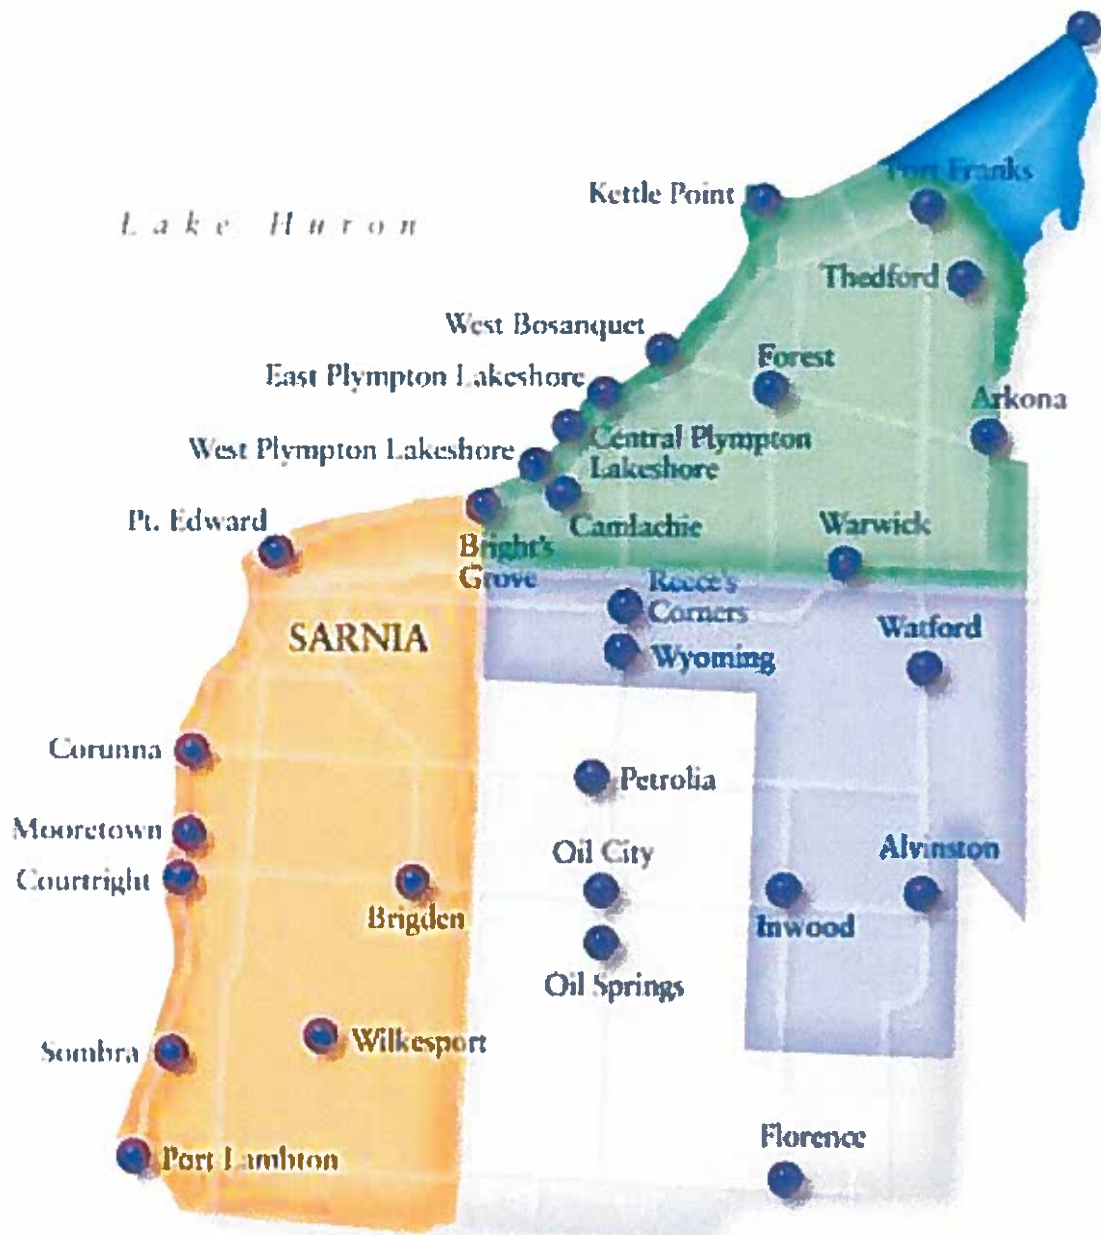 Port Franks
Kettle Point
Lake Huron
Thedford
West Bosanquet
Forest
East Plympton Lakeshore
Arkona
Central Plympton
Lakeshore
West Plympton Lakeshore
Pt. Edward
Camlachie
Warwick
Bright's
Grove
Reece's
Corners
SARNIA
Watford
Wyoming
Corunna
Petrolia
Mooretown
Oil City
Alvinston
Courtright
Brigden
Inwood
Oil Springs
Sombra
Wilkesport
Florence
Port Lambton